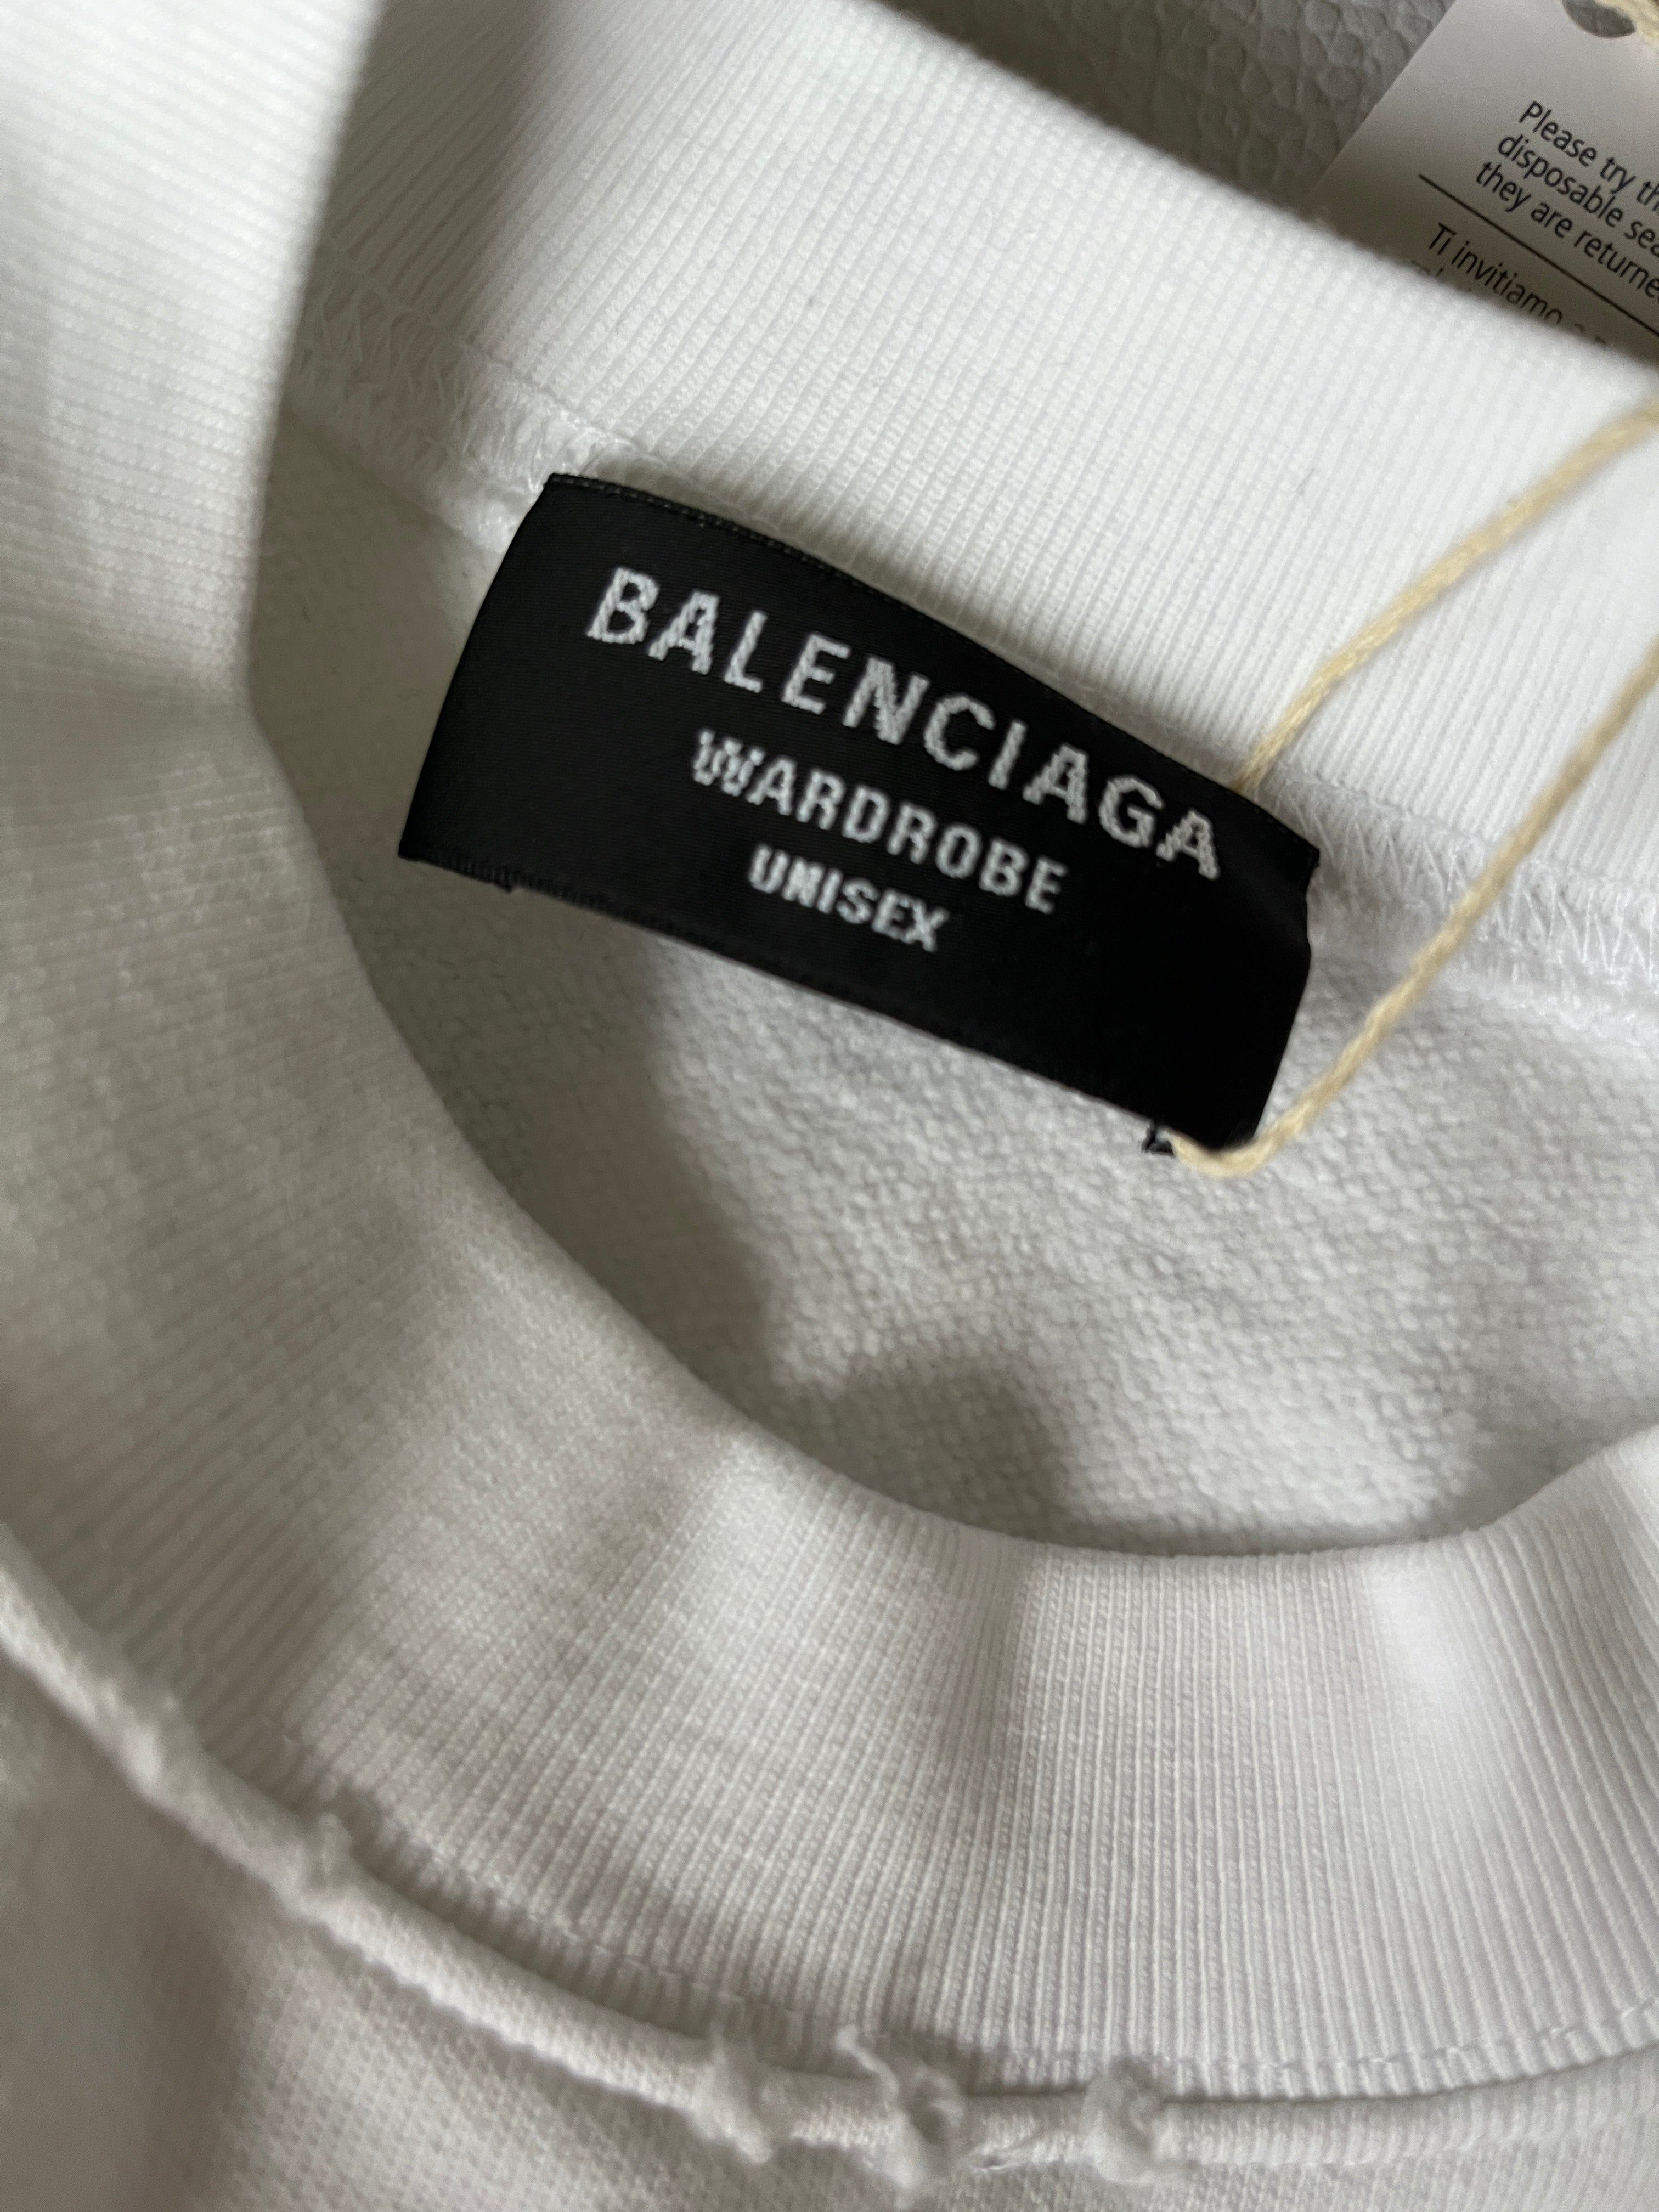 Please try th
disposable sea
they are returne
Ti invitiamo a
BALENCIAGA
WARDROBE
UNISEX